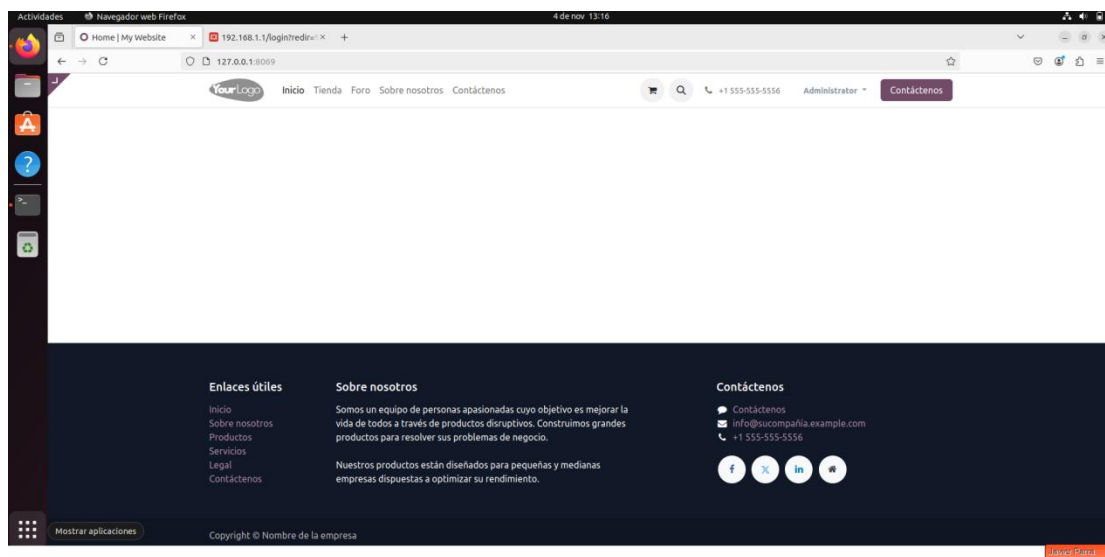 Actividades Navegador web Firefox 4 de nov 13:16
Home | My Website 192.168.1.1/login?redir=
127.0.0.1:8069
YourLogo Inicio Tienda Foro Sobre nosotros Contáctenos +1 555-555-5556 Administrator Contáctenos
Enlaces útiles
Inicio
Sobre nosotros
Productos
Servicios
Legal
Contáctenos
Sobre nosotros
Somos un equipo de personas apasionadas cuyo objetivo es mejorar la
vida de todos a través de productos disruptivos. Construimos grandes
productos para resolver sus problemas de negocio.
Nuestros productos están diseñados para pequeñas y medianas
empresas dispuestas a optimizar su rendimiento.
Contáctenos
Contáctenos
info@sucompañía.example.com
+1 555-555-5556
Mostrar aplicaciones
Copyright © Nombre de la empresa
Javier Parra